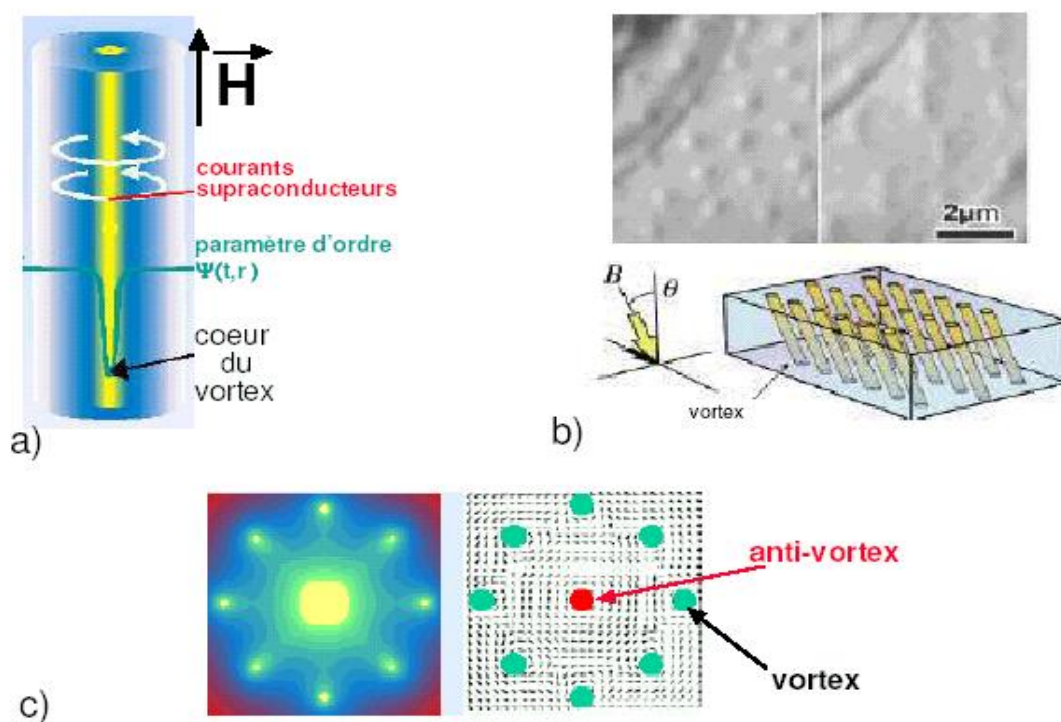 H
courants
supraconducteurs
paramètre d'ordre
Ψ(t,r)
coeur
du
vortex
a)
2µm
B
θ
vortex
b)
anti-vortex
vortex
c)